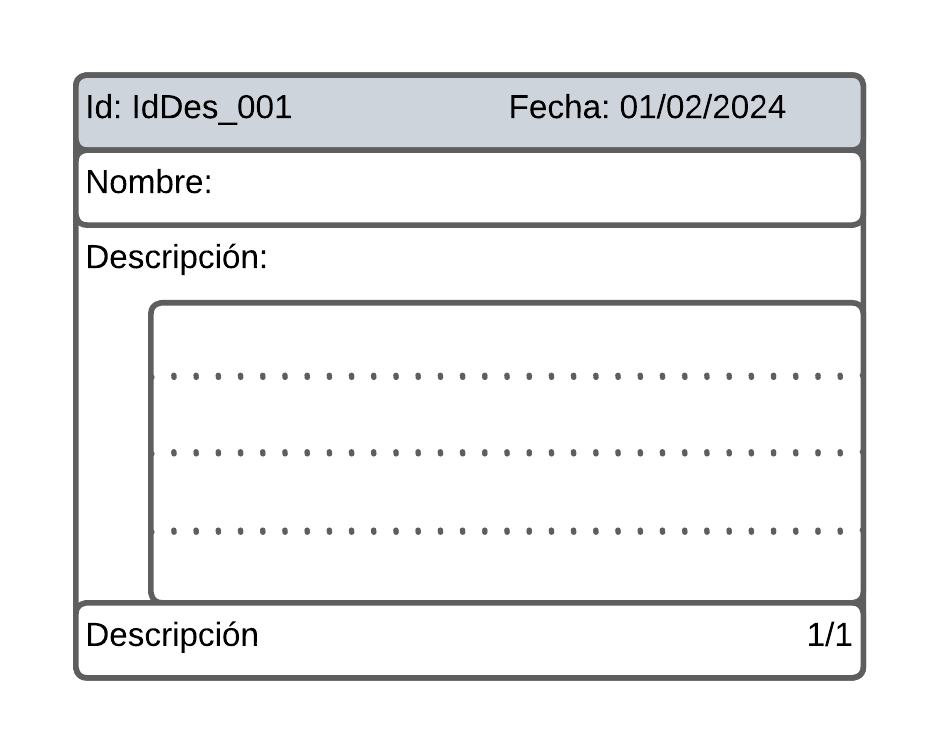 Id: IdDes_001 Fecha: 01/02/2024
Nombre:
Descripción:
Descripción 1/1